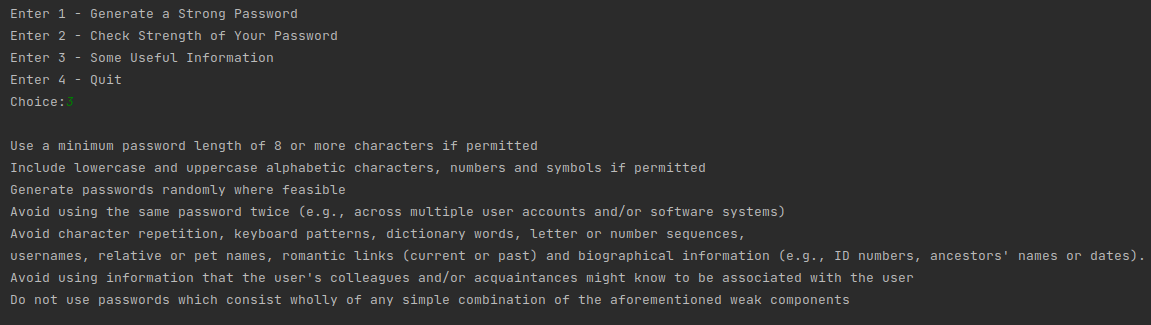 Enter 1 - Generate a Strong Password
Enter 2 - Check Strength of Your Password
Enter 3 - Some Useful Information
Enter 4 - Quit
Choice:3
Use a minimum password length of 8 or more characters if permitted
Include lowercase and uppercase alphabetic characters, numbers and symbols if permitted
Generate passwords randomly where feasible
Avoid using the same password twice (e.g., across multiple user accounts and/or software systems)
Avoid character repetition, keyboard patterns, dictionary words, letter or number sequences,
usernames, relative or pet names, romantic links (current or past) and biographical information (e.g., ID numbers, ancestors' names or dates).
Avoid using information that the user's colleagues and/or acquaintances might know to be associated with the user
Do not use passwords which consist wholly of any simple combination of the aforementioned weak components